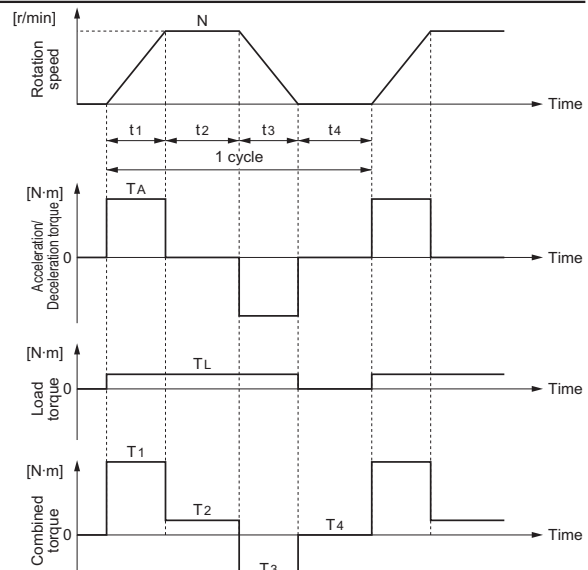 [r/min]
N
Rotation
speed
Time
t1 t2 t3 t4
1 cycle
[N·m]
TA
Acceleration/
Deceleration torque
0
Time
[N·m]
TL
Load
torque
0
Time
[N·m]
T1
T2
T4
Combined
torque
0
Time
T3